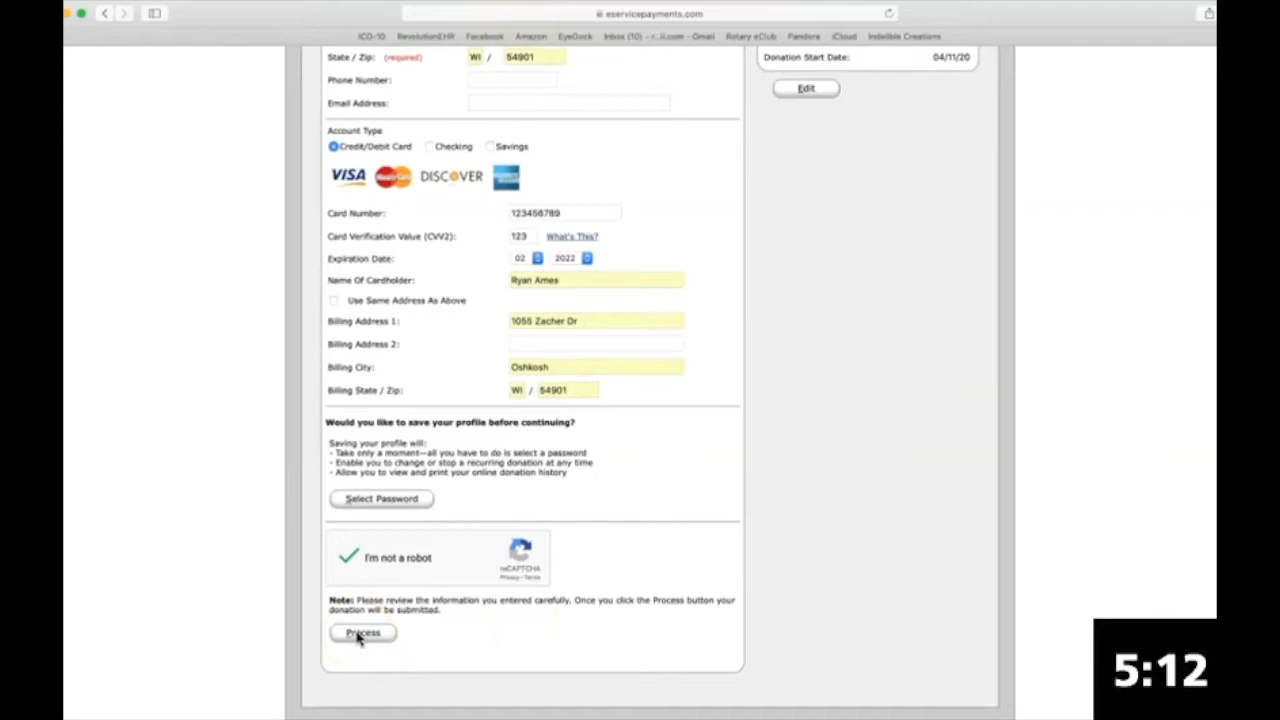 eservicepayments.com
ICD-10 RevolutionEHR Facebook Amazon EyeDock Inbox (10) - r...il.com - Gmail Rotary eClub Pandora iCloud Indelible Creations
State / Zip: (required) WI / 54901
Donation Start Date: 04/11/20
Phone Number:
Edit
Email Address:
Account Type
Credit/Debit Card Checking Savings
VISA MasterCard DISCOVER
Card Number: 123456789
Card Verification Value (CVV2): 123 What's This?
Expiration Date: 02 2022
Name Of Cardholder: Ryan Ames
Use Same Address As Above
Billing Address 1: 1055 Zacher Dr
Billing Address 2:
Billing City: Oshkosh
Billing State / Zip: WI / 54901
Would you like to save your profile before continuing?
Saving your profile will:
- Take only a moment—all you have to do is select a password
- Enable you to change or stop a recurring donation at any time
- Allow you to view and print your online donation history
Select Password
I'm not a robot
reCAPTCHA
Privacy - Terms
Note: Please review the information you entered carefully. Once you click the Process button your
donation will be submitted.
Process
5:12